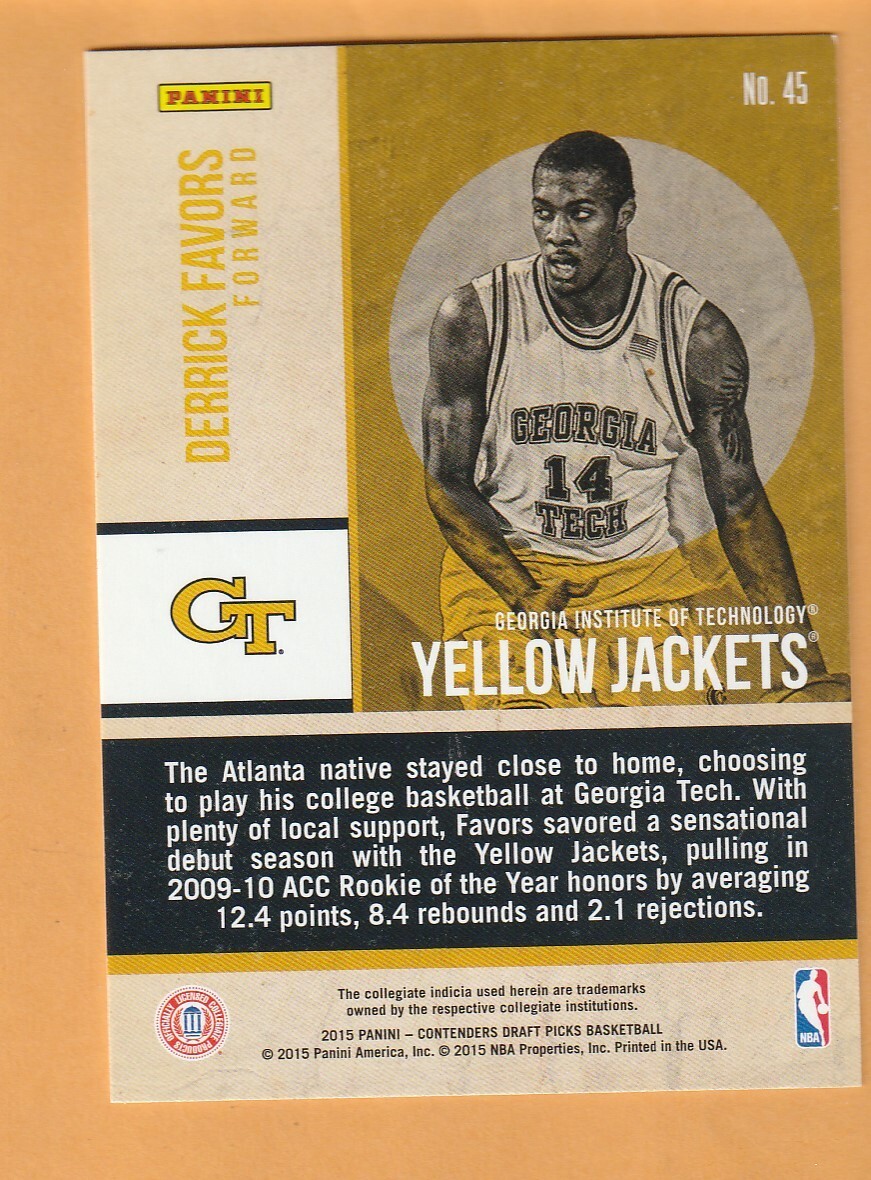 PANINI
No. 45
DERRICK FAVORS
FORWARD
GEORGIA
14
TECH
GT
GEORGIA INSTITUTE OF TECHNOLOGY®
YELLOW JACKETS®
The Atlanta native stayed close to home, choosing
to play his college basketball at Georgia Tech. With
plenty of local support, Favors savored a sensational
debut season with the Yellow Jackets, pulling in
2009-10 ACC Rookie of the Year honors by averaging
12.4 points, 8.4 rebounds and 2.1 rejections.
OFFICIALLY LICENSED COLLEGIATE PRODUCTS
The collegiate indicia used herein are trademarks
owned by the respective collegiate institutions.
2015 PANINI – CONTENDERS DRAFT PICKS BASKETBALL
© 2015 Panini America, Inc. © 2015 NBA Properties, Inc. Printed in the USA.
NBA